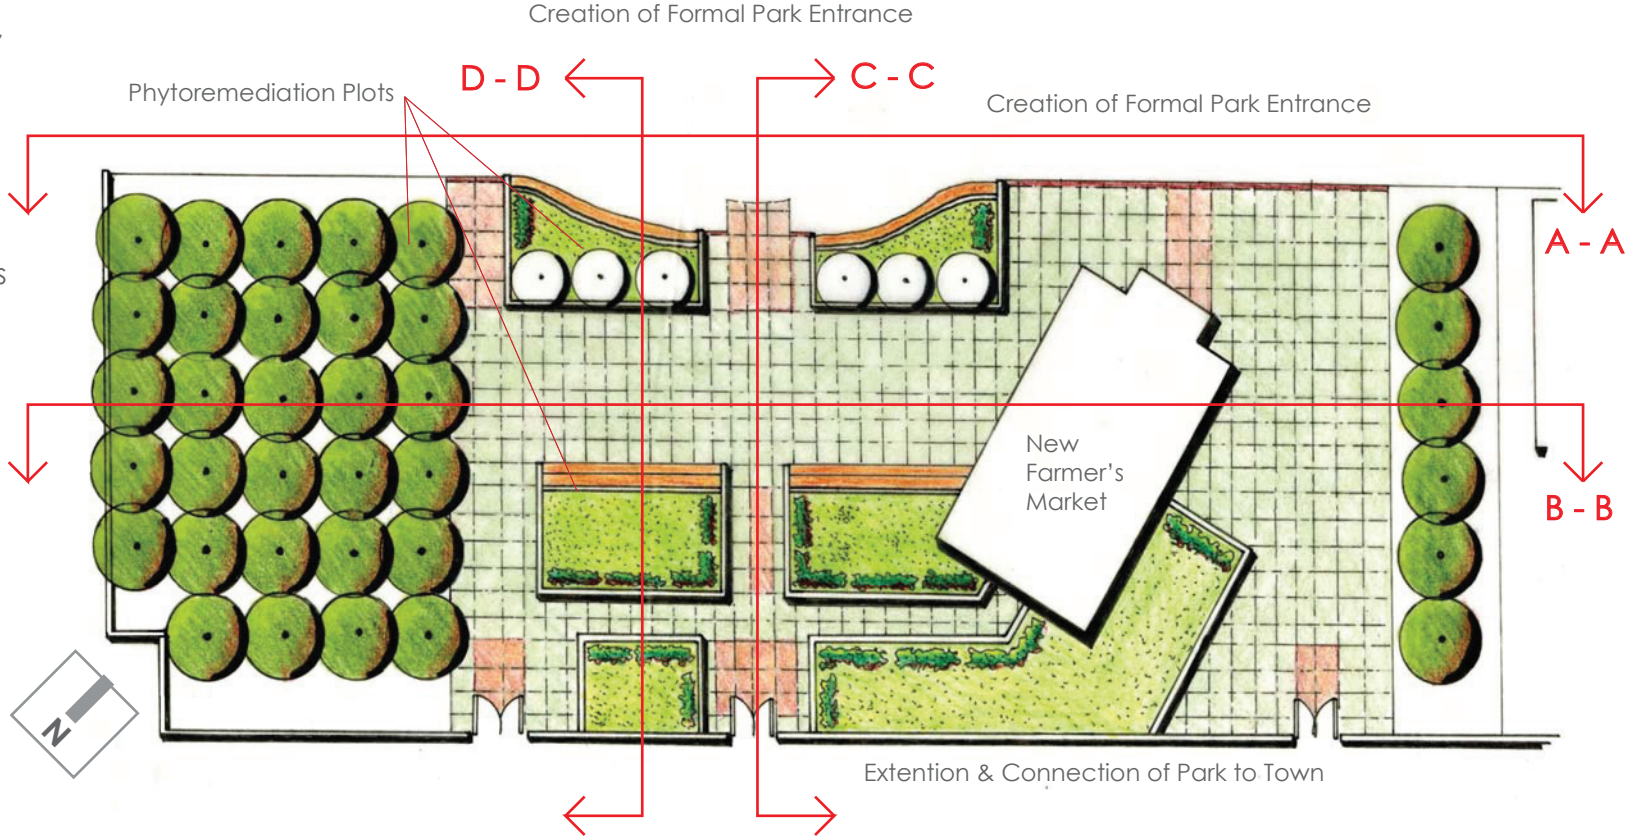 Creation of Formal Park Entrance
D - D
C - C
Phytoremediation Plots
Creation of Formal Park Entrance
A - A
s
New
Farmer's
Market
B - B
N
Extention & Connection of Park to Town